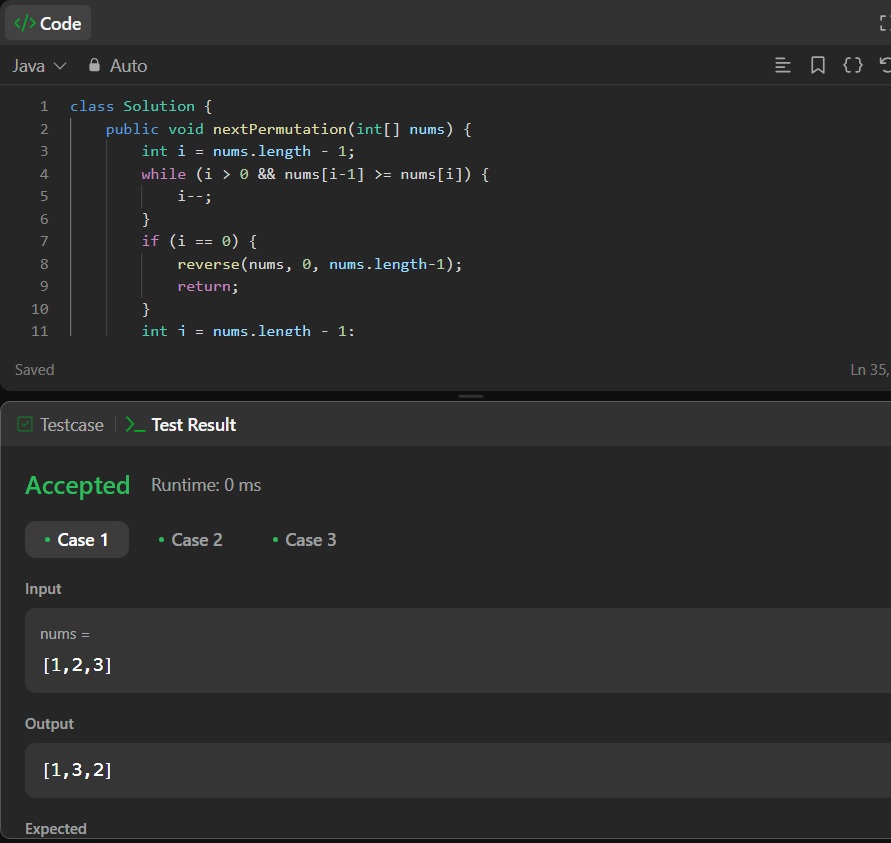 </> Code
Java Auto
1 class Solution {
2 public void nextPermutation(int[] nums) {
3 int i = nums.length - 1;
4 while (i > 0 && nums[i-1] >= nums[i]) {
5 i--;
6 }
7 if (i == 0) {
8 reverse(nums, 0, nums.length-1);
9 return;
10 }
11 int j = nums.length - 1;
Saved Ln 35,
Testcase Test Result
Accepted Runtime: 0 ms
Case 1 Case 2 Case 3
Input
nums =
[1,2,3]
Output
[1,3,2]
Expected